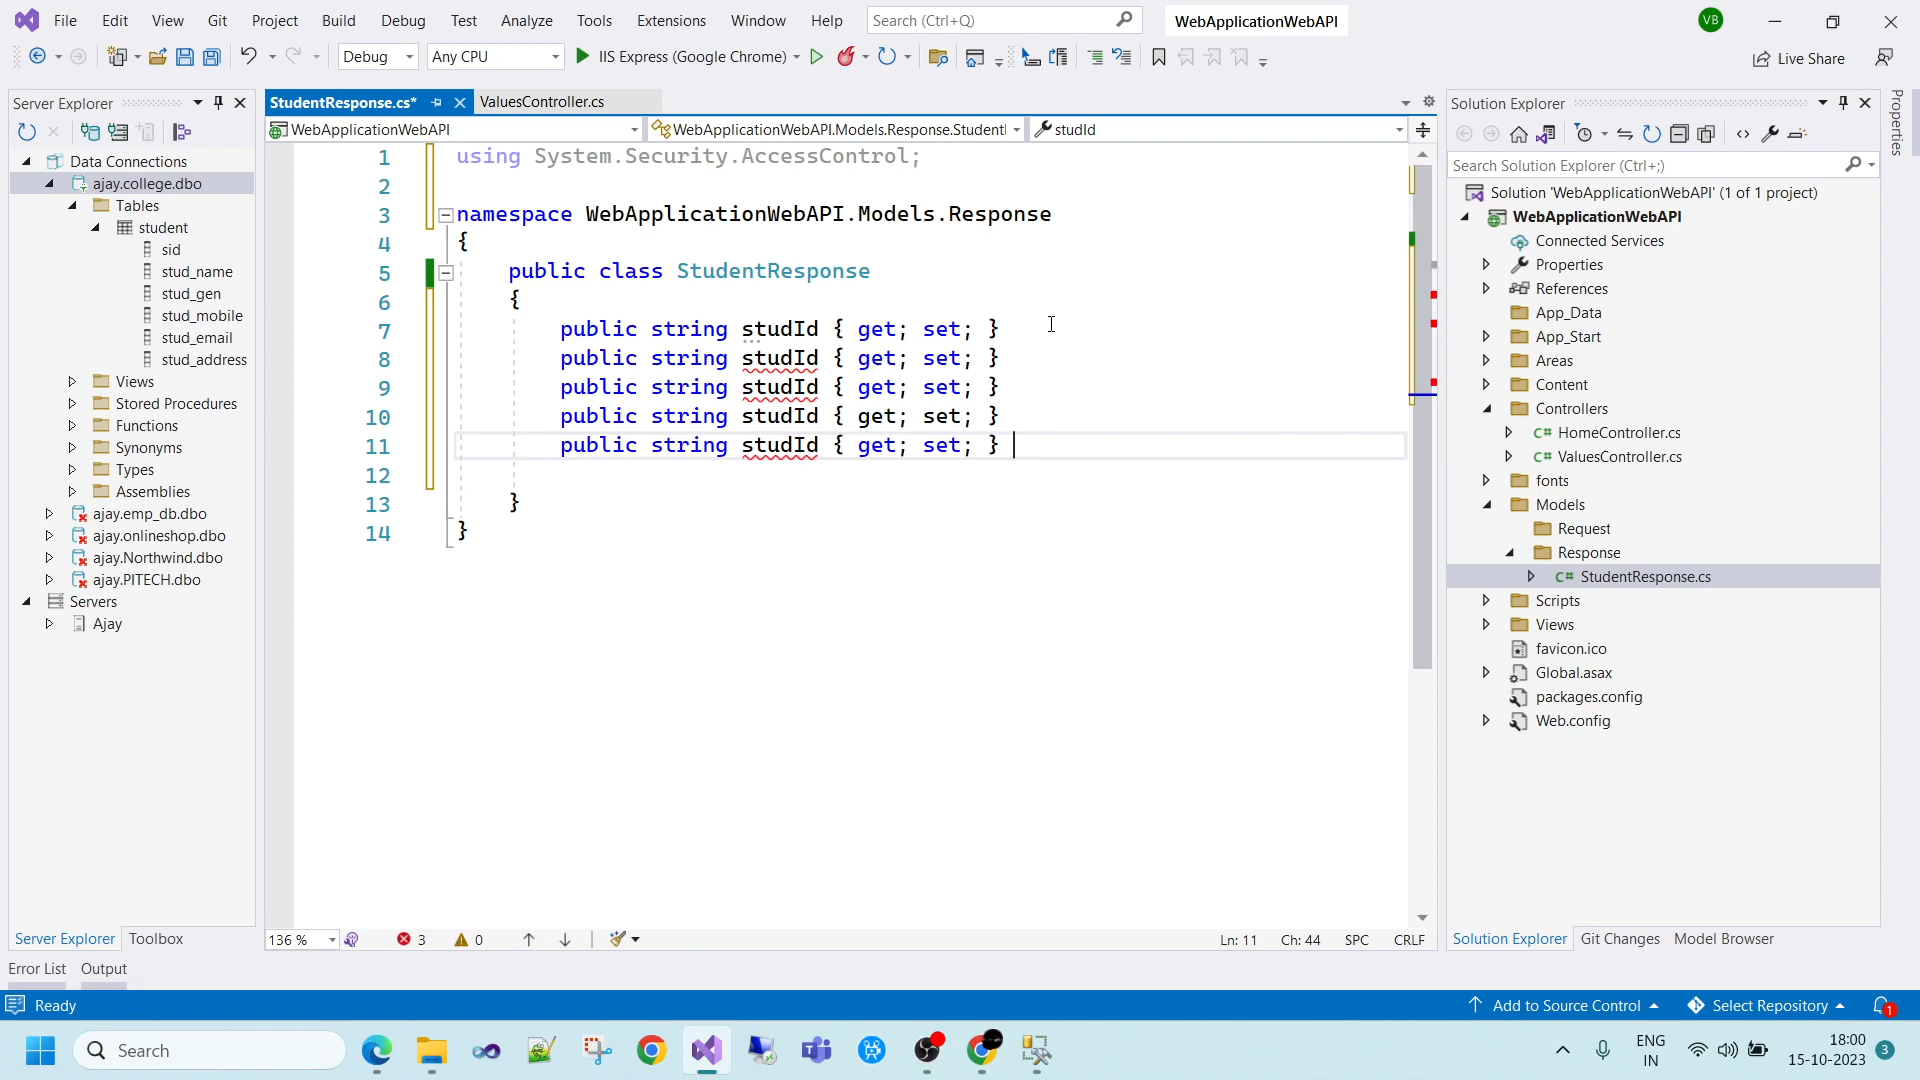 File Edit View Git Project Build Debug Test Analyze Tools Extensions Window Help Search (Ctrl+Q) WebApplicationWebAPI VB
Debug Any CPU IIS Express (Google Chrome) Live Share
Server Explorer
Data Connections
ajay.college.dbo
Tables
student
sid
stud_name
stud_gen
stud_mobile
stud_email
stud_address
Views
Stored Procedures
Functions
Synonyms
Types
Assemblies
ajay.emp_db.dbo
ajay.onlineshop.dbo
ajay.Northwind.dbo
ajay.PITECH.dbo
Servers
Ajay
Server Explorer Toolbox
StudentResponse.cs* ValuesController.cs
WebApplicationWebAPI WebApplicationWebAPI.Models.Response.Student studId
1 using System.Security.AccessControl;
2
3 namespace WebApplicationWebAPI.Models.Response
4 {
5 public class StudentResponse
6 {
7 public string studId { get; set; }
8 public string studId { get; set; }
9 public string studId { get; set; }
10 public string studId { get; set; }
11 public string studId { get; set; }
12
13 }
14 }
136 % 3 0 Ln: 11 Ch: 44 SPC CRLF
Solution Explorer
Search Solution Explorer (Ctrl+;)
Solution 'WebApplicationWebAPI' (1 of 1 project)
WebApplicationWebAPI
Connected Services
Properties
References
App_Data
App_Start
Areas
Content
Controllers
C# HomeController.cs
C# ValuesController.cs
fonts
Models
Request
Response
C# StudentResponse.cs
Scripts
Views
favicon.ico
Global.asax
packages.config
Web.config
Solution Explorer Git Changes Model Browser
Properties
Error List Output
Ready Add to Source Control Select Repository 1
Search ENG IN 18:00 15-10-2023 3